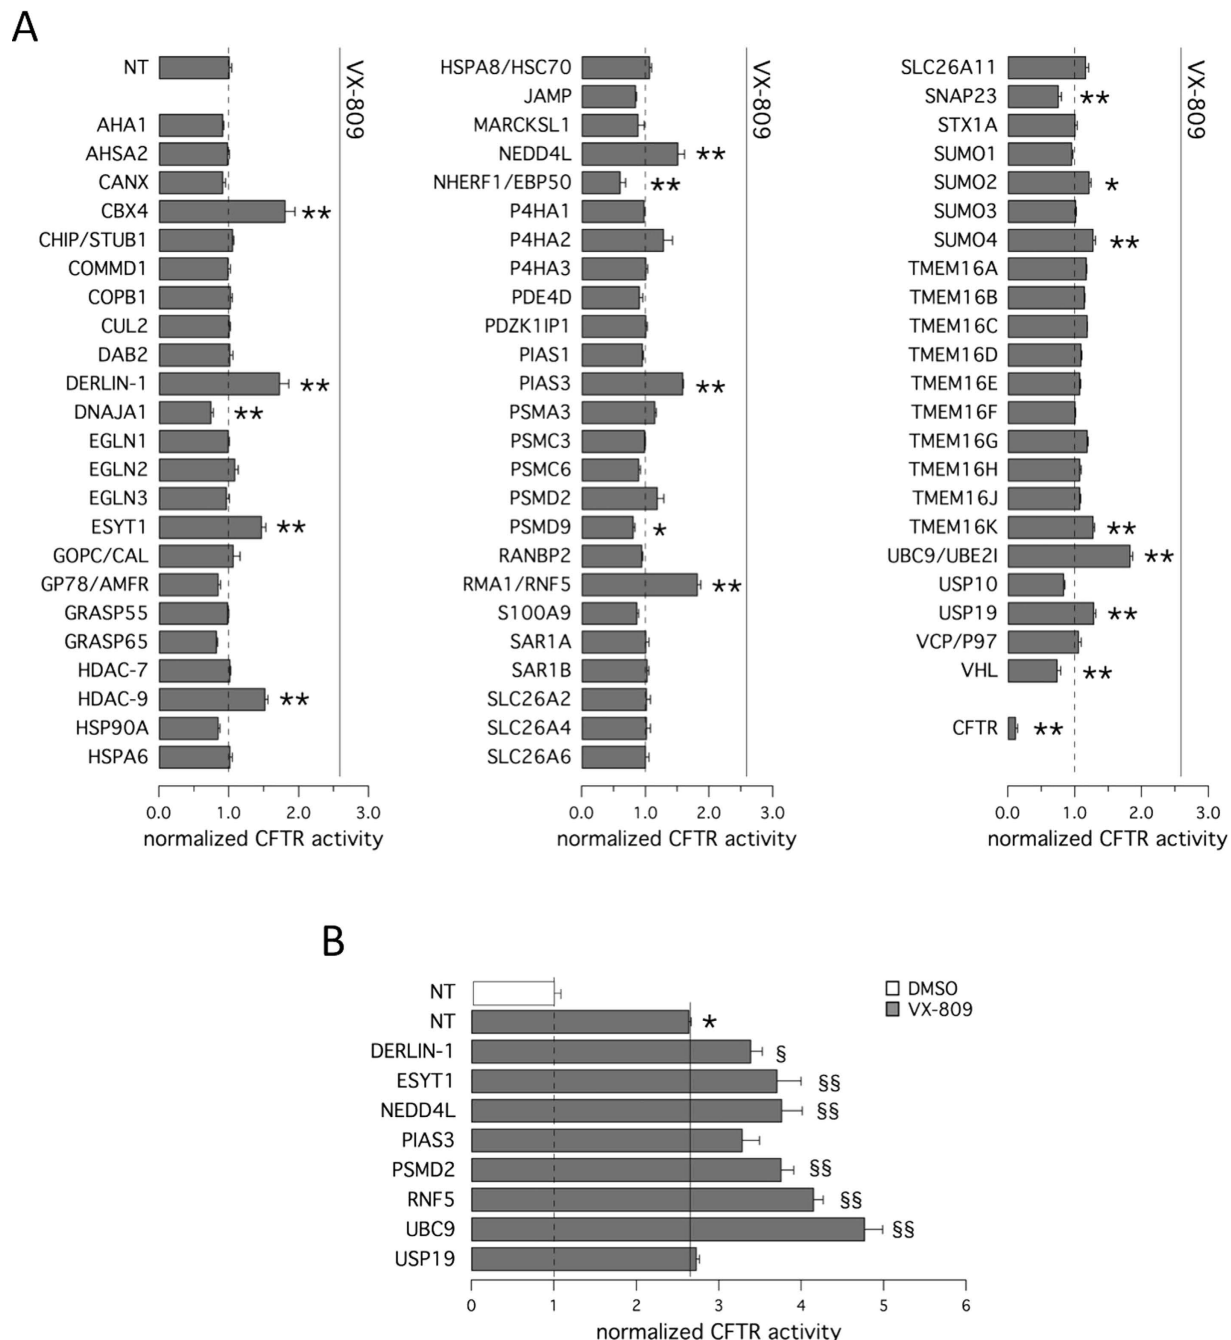 A
NT
AHA1
AHSA2
CANX
CBX4 **
CHIP/STUB1
COMMD1
COPB1
CUL2
DAB2
DERLIN-1 **
DNAJA1 **
EGLN1
EGLN2
EGLN3
ESYT1 **
GOPC/CAL
GP78/AMFR
GRASP55
GRASP65
HDAC-7
HDAC-9 **
HSP90A
HSPA6
VX-809
0.0 1.0 2.0 3.0
normalized CFTR activity
HSPA8/HSC70
JAMP
MARCKSL1
NEDD4L **
NHERF1/EBP50 **
P4HA1
P4HA2
P4HA3
PDE4D
PDZK1IP1
PIAS1
PIAS3 **
PSMA3
PSMC3
PSMC6
PSMD2
PSMD9 *
RANBP2
RMA1/RNF5 **
S100A9
SAR1A
SAR1B
SLC26A2
SLC26A4
SLC26A6
VX-809
0.0 1.0 2.0 3.0
normalized CFTR activity
SLC26A11
SNAP23 **
STX1A
SUMO1
SUMO2 *
SUMO3
SUMO4 **
TMEM16A
TMEM16B
TMEM16C
TMEM16D
TMEM16E
TMEM16F
TMEM16G
TMEM16H
TMEM16J
TMEM16K **
UBC9/UBE2I **
USP10
USP19 **
VCP/P97
VHL **
CFTR **
VX-809
0.0 1.0 2.0 3.0
normalized CFTR activity
B
NT
NT *
DERLIN-1 §
ESYT1 §§
NEDD4L §§
PIAS3
PSMD2 §§
RNF5 §§
UBC9 §§
USP19
DMSO
VX-809
0 1 2 3 4 5 6
normalized CFTR activity